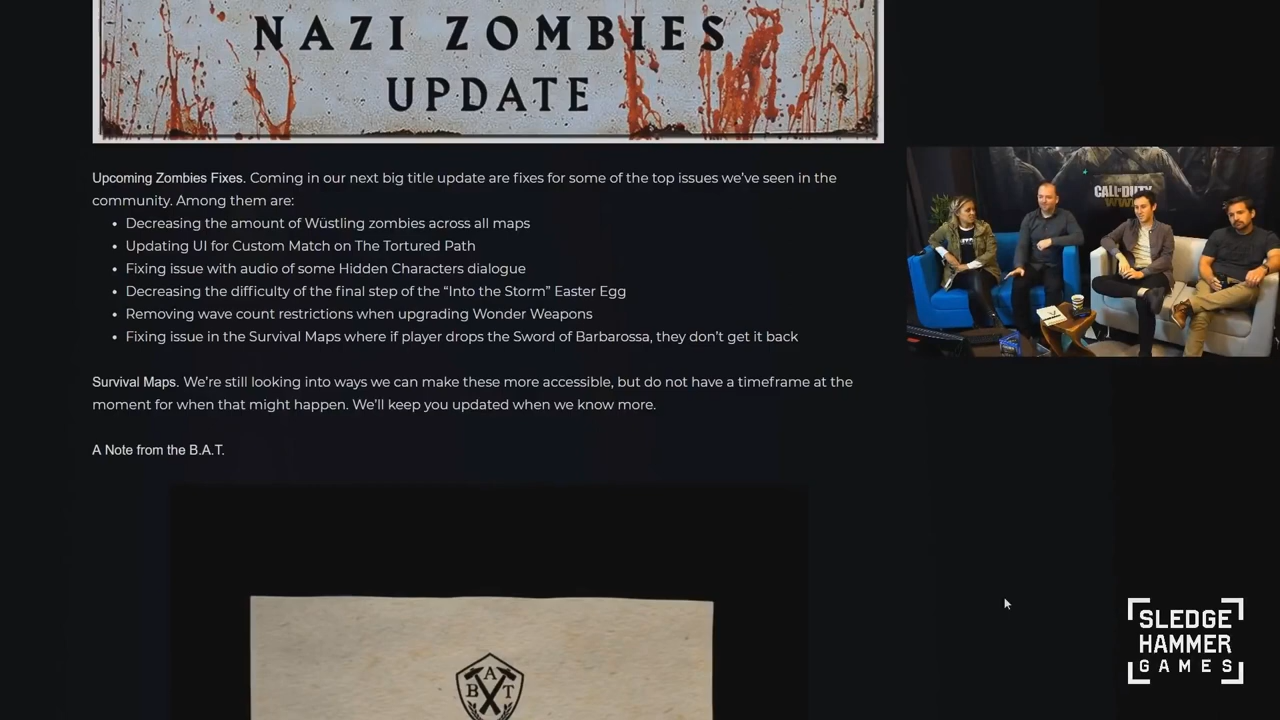 NAZI ZOMBIES
UPDATE
Upcoming Zombies Fixes. Coming in our next big title update are fixes for some of the top issues we've seen in the
community. Among them are:
• Decreasing the amount of Wüstling zombies across all maps
• Updating UI for Custom Match on The Tortured Path
• Fixing issue with audio of some Hidden Characters dialogue
• Decreasing the difficulty of the final step of the “Into the Storm” Easter Egg
• Removing wave count restrictions when upgrading Wonder Weapons
• Fixing issue in the Survival Maps where if player drops the Sword of Barbarossa, they don't get it back
Survival Maps. We're still looking into ways we can make these more accessible, but do not have a timeframe at the
moment for when that might happen. We'll keep you updated when we know more.
A Note from the B.A.T.
B A T
CALL OF DUTY
WWII
SLEDGE
HAMMER
GAMES